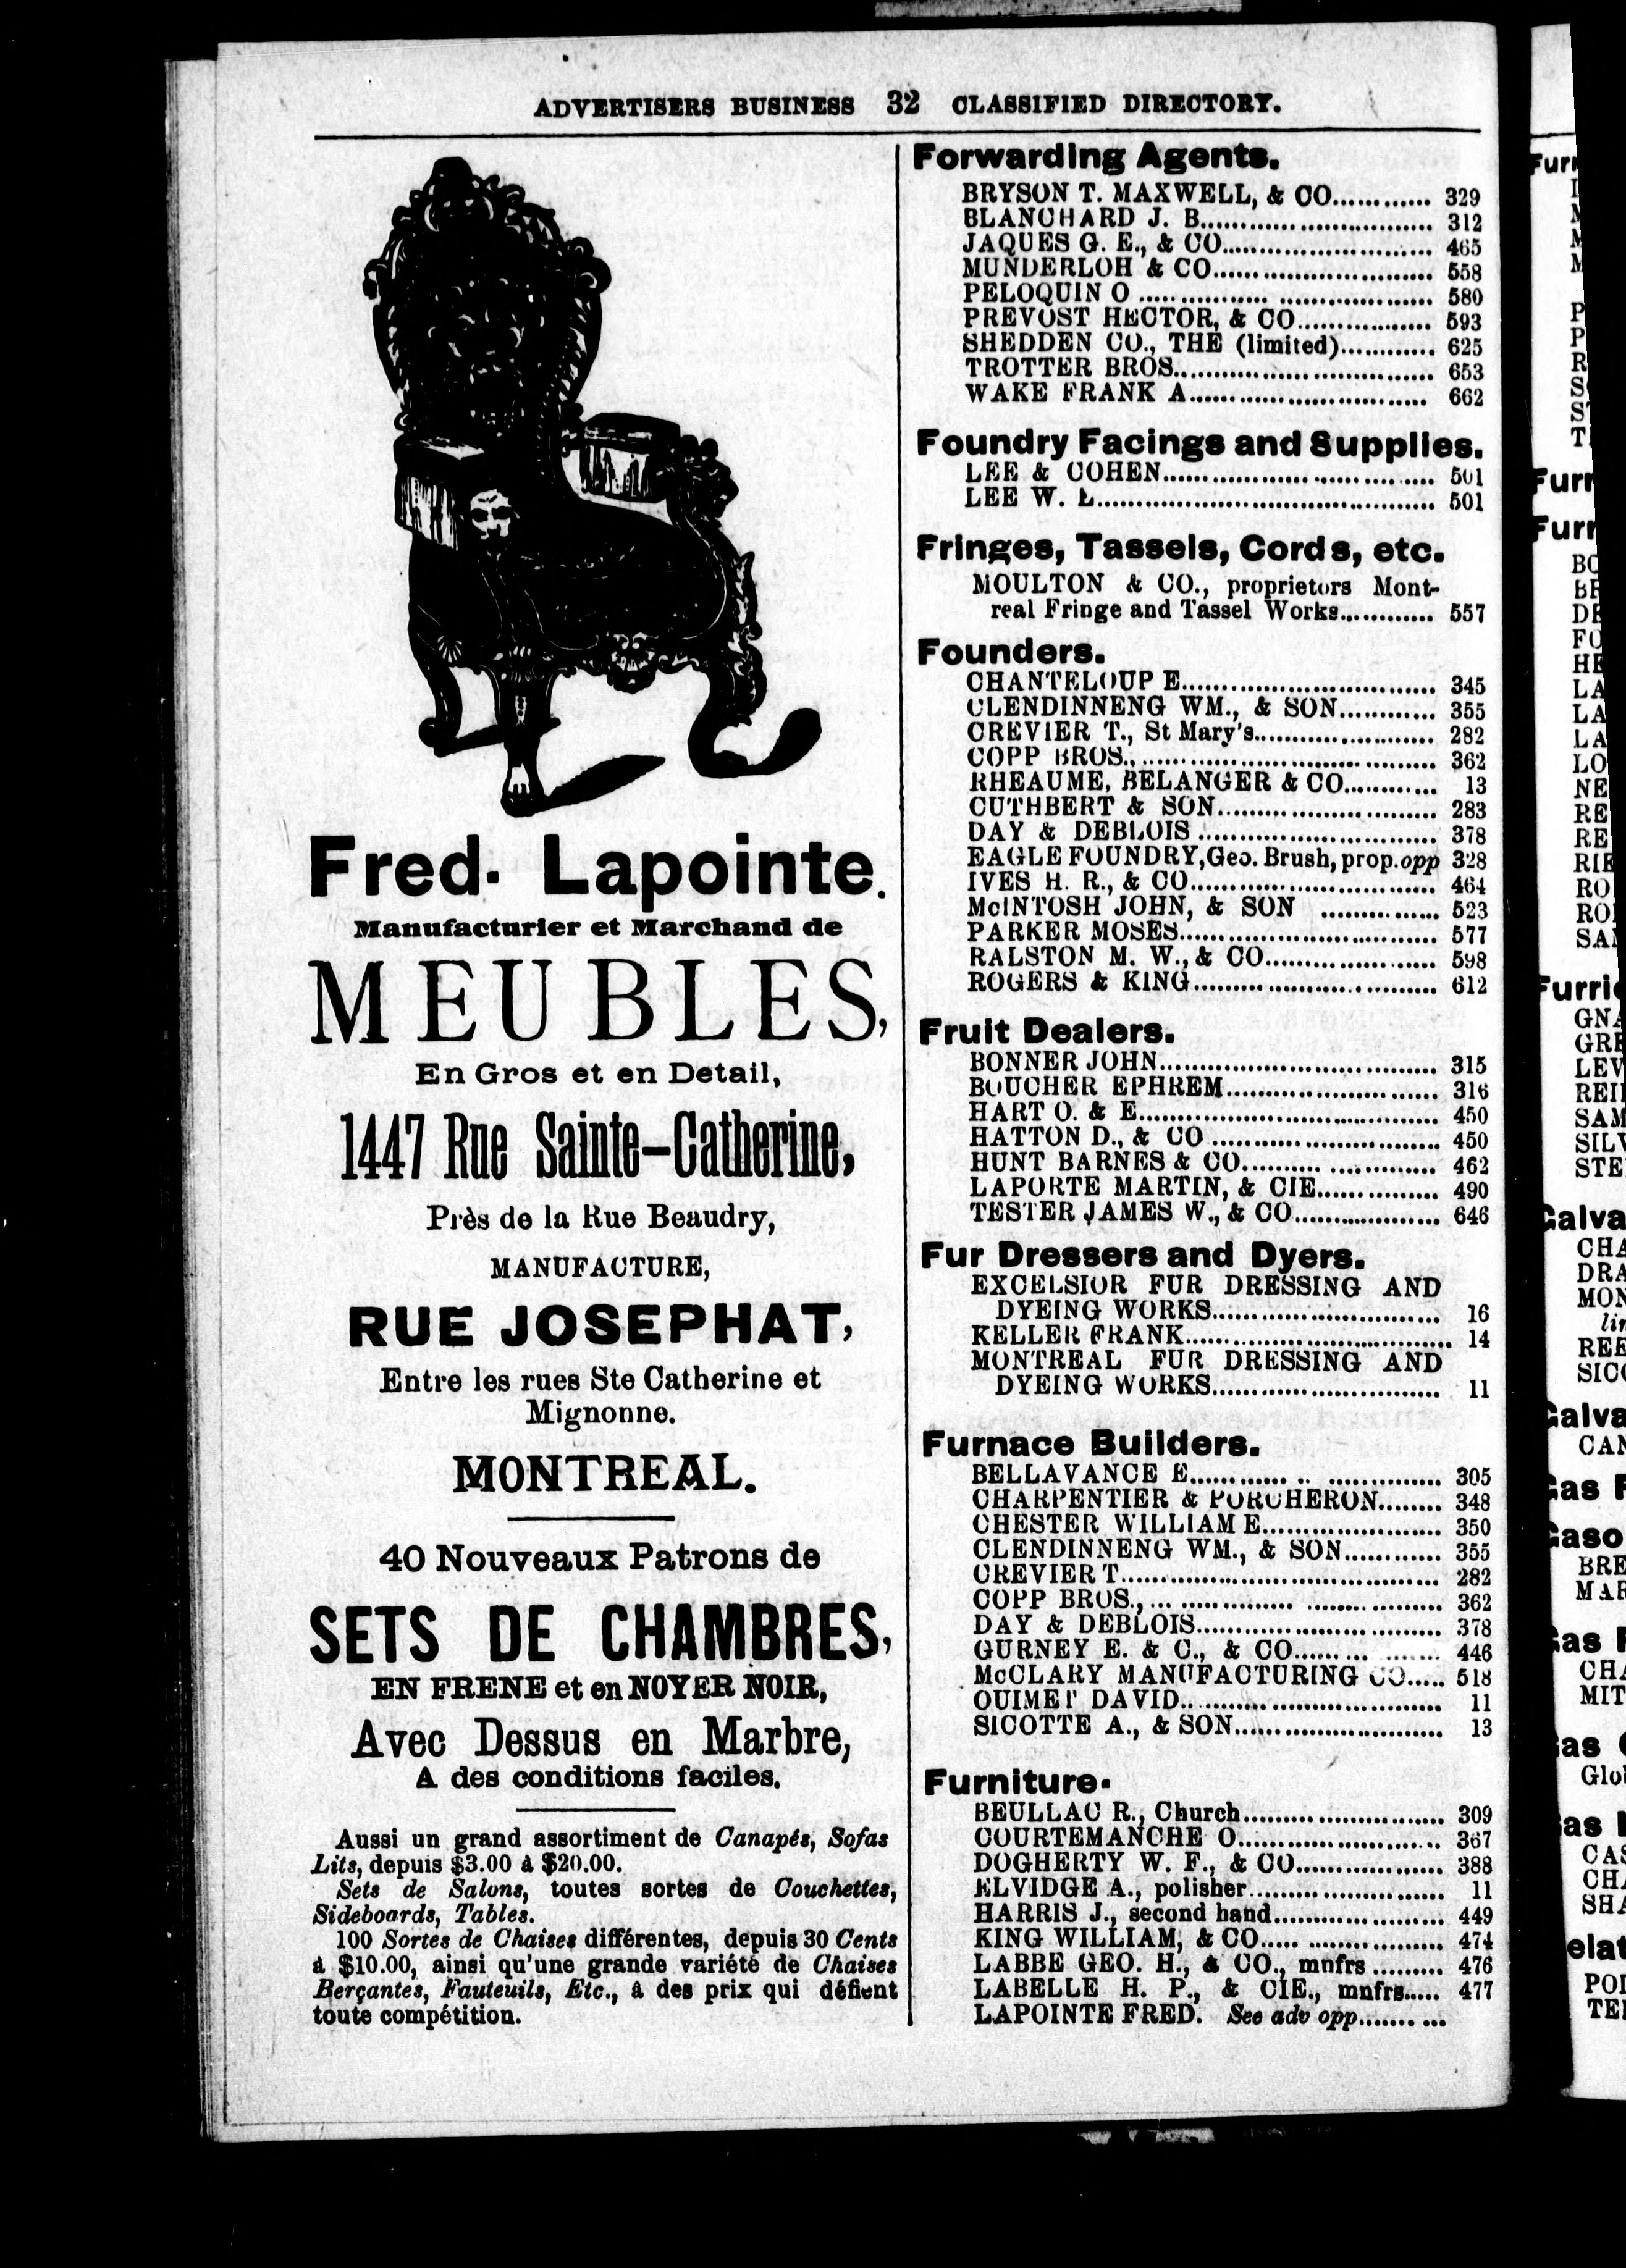 ADVERTISERS BUSINESS 32 CLASSIFIED DIRECTORY.
Fred. Lapointe.
Manufacturier et Marchand de
MEUBLES,
En Gros et en Detail,
1447 Rue Sainte-Catherine,
Près de la Rue Beaudry,
MANUFACTURE,
RUE JOSEPHAT,
Entre les rues Ste Catherine et
Mignonne.
MONTREAL.
40 Nouveaux Patrons de
SETS DE CHAMBRES,
EN FRENE et en NOYER NOIR,
Avec Dessus en Marbre,
A des conditions faciles.
Aussi un grand assortiment de Canapés, Sofas
Lits, depuis $3.00 à $20.00.
Sets de Salons, toutes sortes de Couchettes,
Sideboards, Tables.
100 Sortes de Chaises différentes, depuis 30 Cents
à $10.00, ainsi qu'une grande variété de Chaises
Berçantes, Fauteuils, Etc., à des prix qui défient
toute compétition.
Forwarding Agents.
BRYSON T. MAXWELL, & CO............ 329
BLANCHARD J. B.............................. 312
JAQUES G. E., & CO........................... 465
MUNDERLOH & CO........................... 558
PELOQUIN O ................ ................... 580
PREVOST HECTOR, & CO................. 593
SHEDDEN CO., THE (limited)............ 625
TROTTER BROS................................. 653
WAKE FRANK A.............................. 662
Foundry Facings and Supplies.
LEE & COHEN.................................. 501
LEE W. L........................................... 501
Fringes, Tassels, Cords, etc.
MOULTON & CO., proprietors Mont-
real Fringe and Tassel Works............ 557
Founders.
CHANTELOUP E................................ 345
CLENDINNENG WM., & SON............ 355
CREVIER T., St Mary's....................... 282
COPP BROS., ..................................... 362
RHEAUME, BELANGER & CO............ 13
CUTHBERT & SON............................ 283
DAY & DEBLOIS .............................. 378
EAGLE FOUNDRY, Geo. Brush, prop. opp 328
IVES H. R., & CO............................... 464
McINTOSH JOHN, & SON ............... 523
PARKER MOSES................................ 577
RALSTON M. W., & CO...................... 598
ROGERS & KING............................... 612
Fruit Dealers.
BONNER JOHN................................... 315
BOUCHER EPHREM........................... 316
HART O. & E...................................... 450
HATTON D., & CO ............................. 450
HUNT BARNES & CO.......... ............. 462
LAPORTE MARTIN, & CIE................ 490
TESTER JAMES W., & CO................... 646
Fur Dressers and Dyers.
EXCELSIOR FUR DRESSING AND
DYEING WORKS............................. 16
KELLER FRANK.................................. 14
MONTREAL FUR DRESSING AND
DYEING WORKS............................. 11
Furnace Builders.
BELLAVANCE E............ .. .............. 305
CHARPENTIER & PORCHERON........ 348
CHESTER WILLIAM E....................... 350
CLENDINNENG WM., & SON............ 355
CREVIER T........................................ 282
COPP BROS., ... .............. ................. 362
DAY & DEBLOIS............................... 378
GURNEY E. & C., & CO......... ........ 446
McCLARY MANUFACTURING CO..... 518
OUIMET DAVID................................. 11
SICOTTE A., & SON........................... 13
Furniture.
BEULLAC R., Church......................... 309
COURTEMANCHE O.......................... 367
DOGHERTY W. F., & CO................... 388
ELVIDGE A., polisher......................... 11
HARRIS J., second hand...................... 449
KING WILLIAM, & CO..... ................. 474
LABBE GEO. H., & CO., mnfrs ......... 476
LABELLE H. P., & CIE., mnfrs..... 477
LAPOINTE FRED. See adv opp........ ...